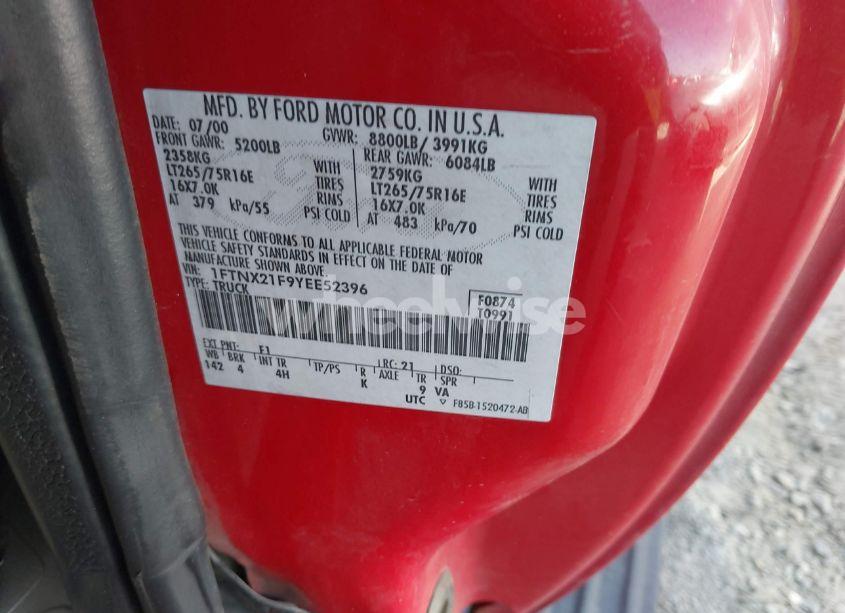 MFD. BY FORD MOTOR CO. IN U.S.A.
DATE: 07/00 GVWR: 8800LB/ 3991KG
FRONT GAWR: 5200LB REAR GAWR: 6084LB
2358KG WITH 2759KG WITH
LT265/75R16E TIRES LT265/75R16E TIRES
16X7.0K RIMS 16X7.0K RIMS
AT 379 kPa/55 PSI COLD AT 483 kPa/70 PSI COLD
THIS VEHICLE CONFORMS TO ALL APPLICABLE FEDERAL MOTOR
VEHICLE SAFETY STANDARDS IN EFFECT ON THE DATE OF
MANUFACTURE SHOWN ABOVE.
VIN: 1FTNX21F9YEE52396
TYPE: TRUCK
F0874
T0991
wheelwise
EXT PNT: F1 RC: 21 DSO:
WB BRK INT TR TP/PS R AXLE TR SPR
142 4 4H K 9 VA
UTC ▽ F85B-1520472-AB